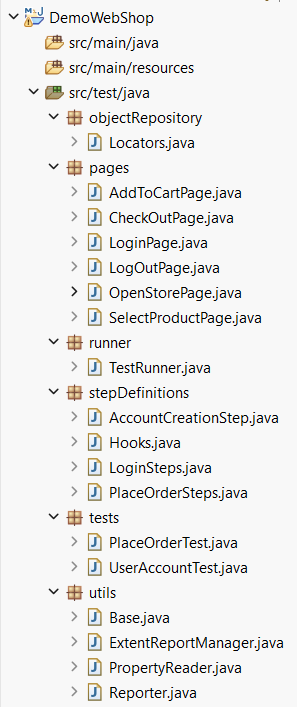 DemoWebShop
src/main/java
src/main/resources
src/test/java
objectRepository
Locators.java
pages
AddToCartPage.java
CheckOutPage.java
LoginPage.java
LogOutPage.java
OpenStorePage.java
SelectProductPage.java
runner
TestRunner.java
stepDefinitions
AccountCreationStep.java
Hooks.java
LoginSteps.java
PlaceOrderSteps.java
tests
PlaceOrderTest.java
UserAccountTest.java
utils
Base.java
ExtentReportManager.java
PropertyReader.java
Reporter.java